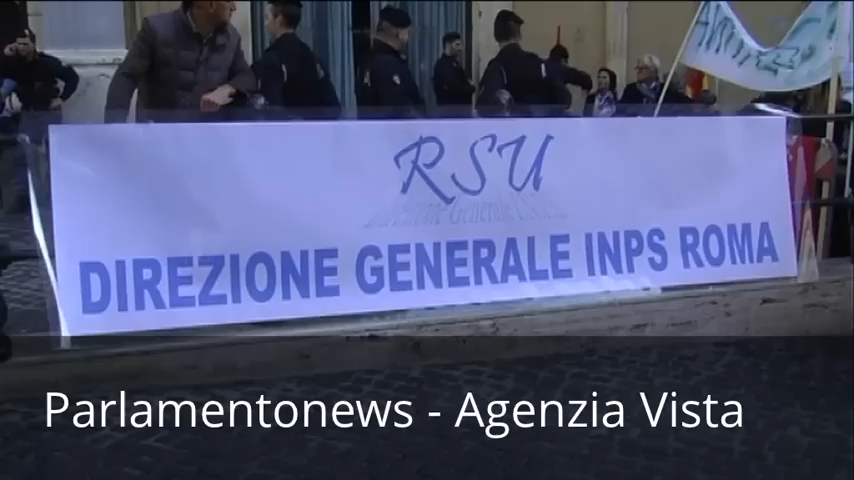 RSU
DIREZIONE GENERALE INPS ROMA
Parlamentonews - Agenzia Vista